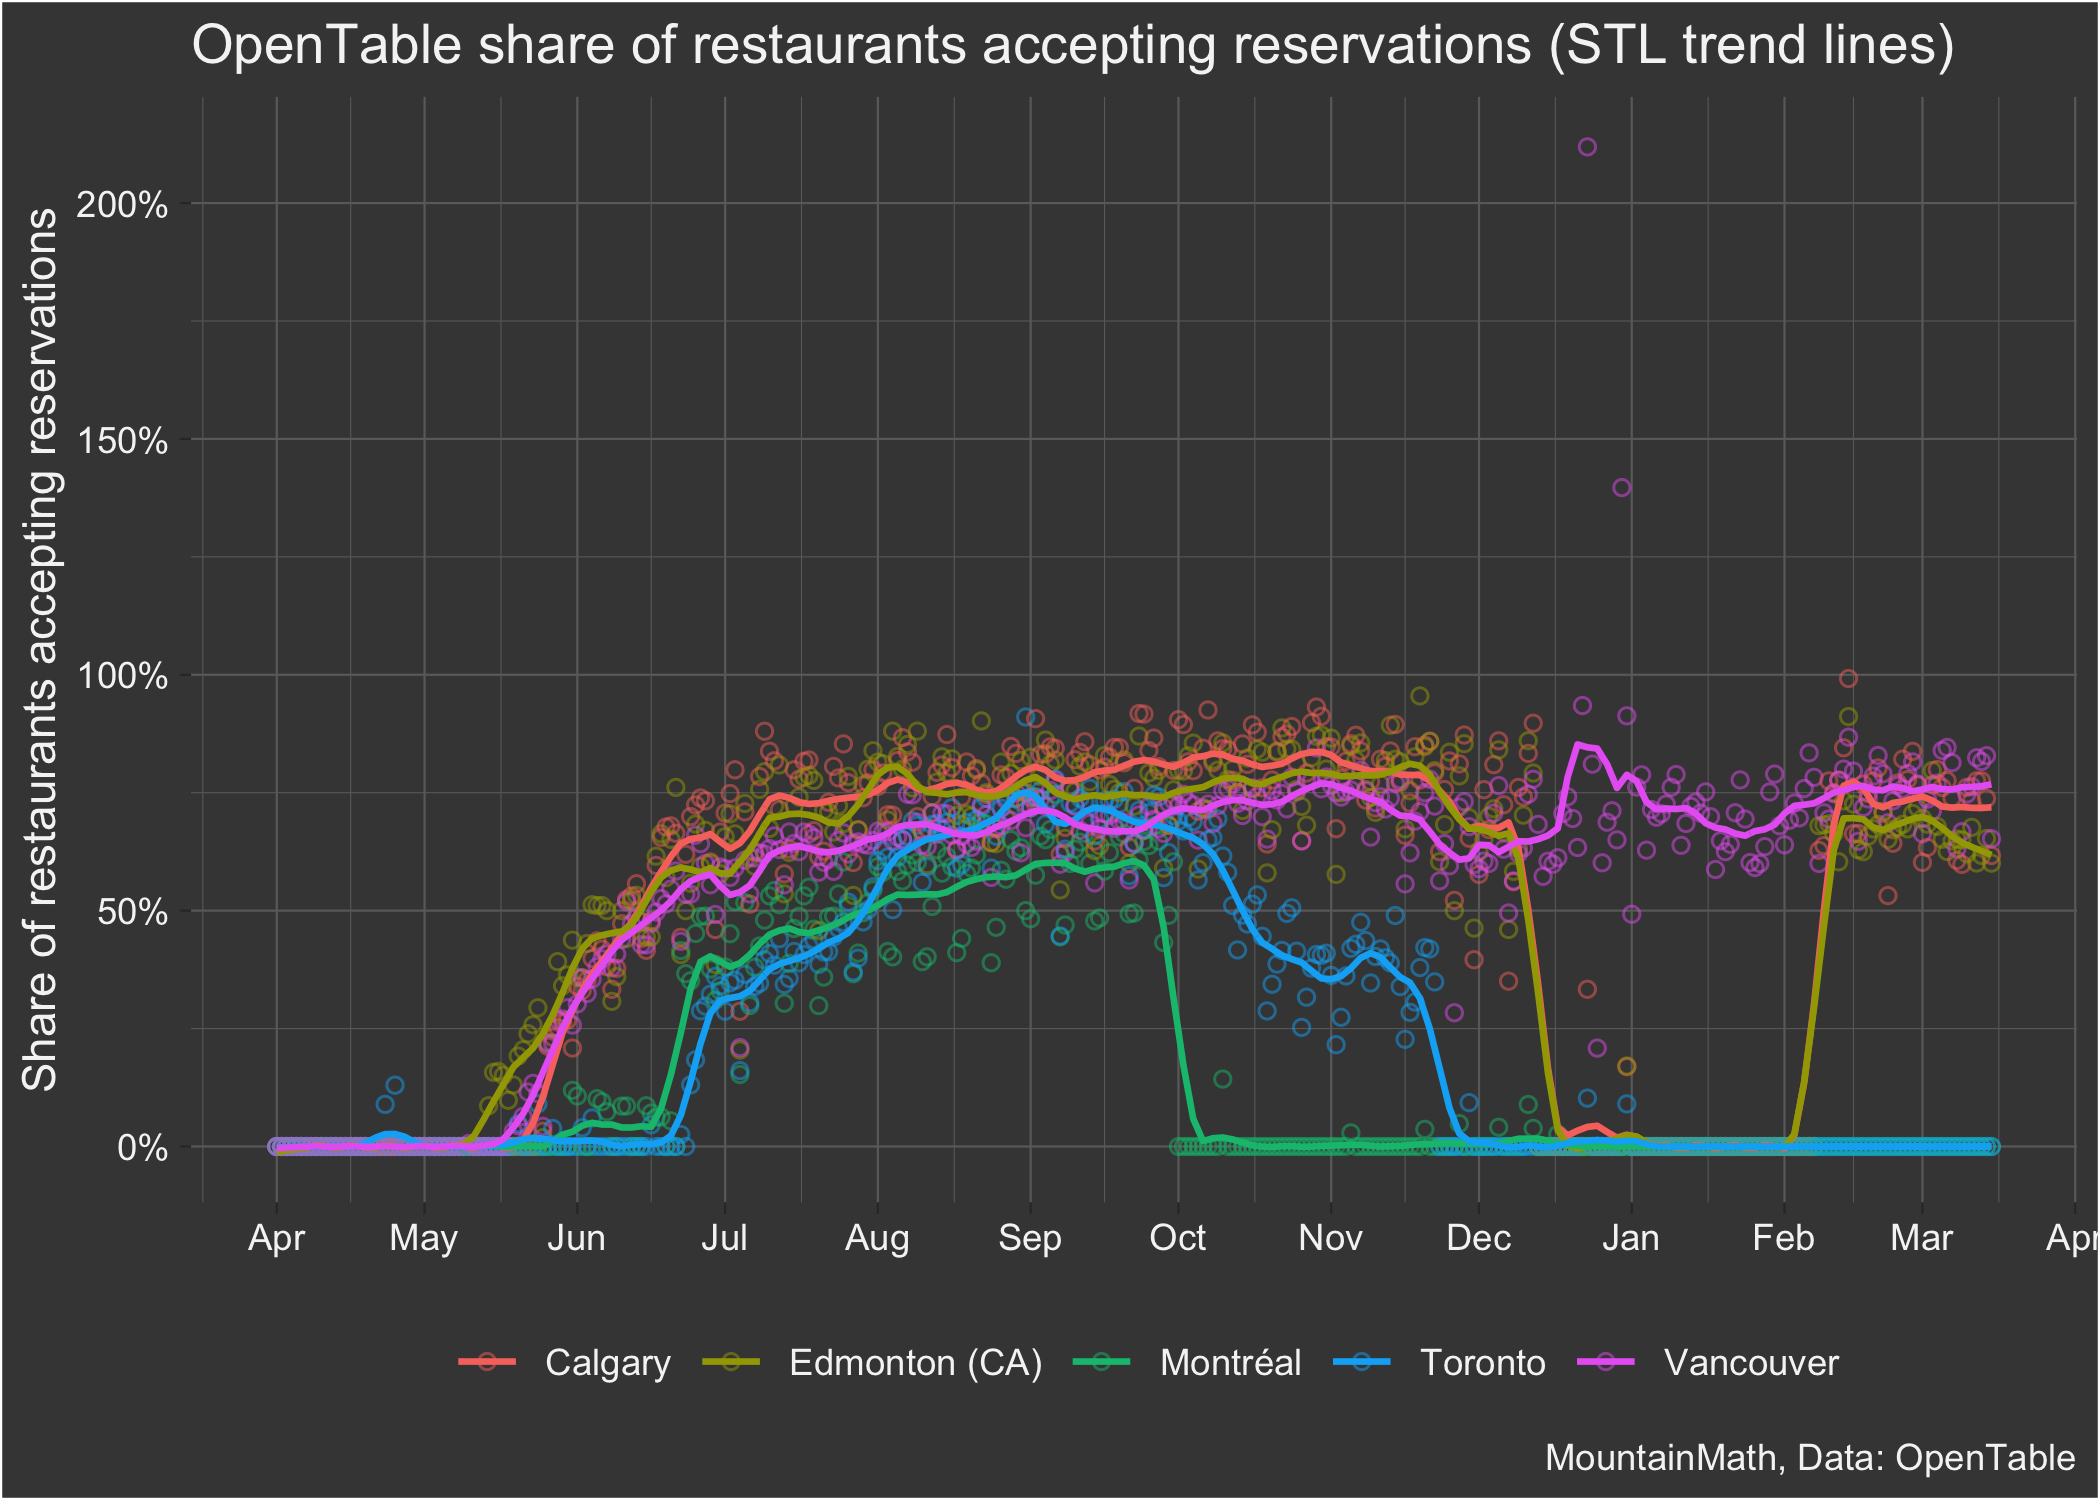 OpenTable share of restaurants accepting reservations (STL trend lines)
Share of restaurants accepting reservations
200%
150%
100%
50%
0%
Apr May Jun Jul Aug Sep Oct Nov Dec Jan Feb Mar Apr
Calgary Edmonton (CA) Montréal Toronto Vancouver
MountainMath, Data: OpenTable